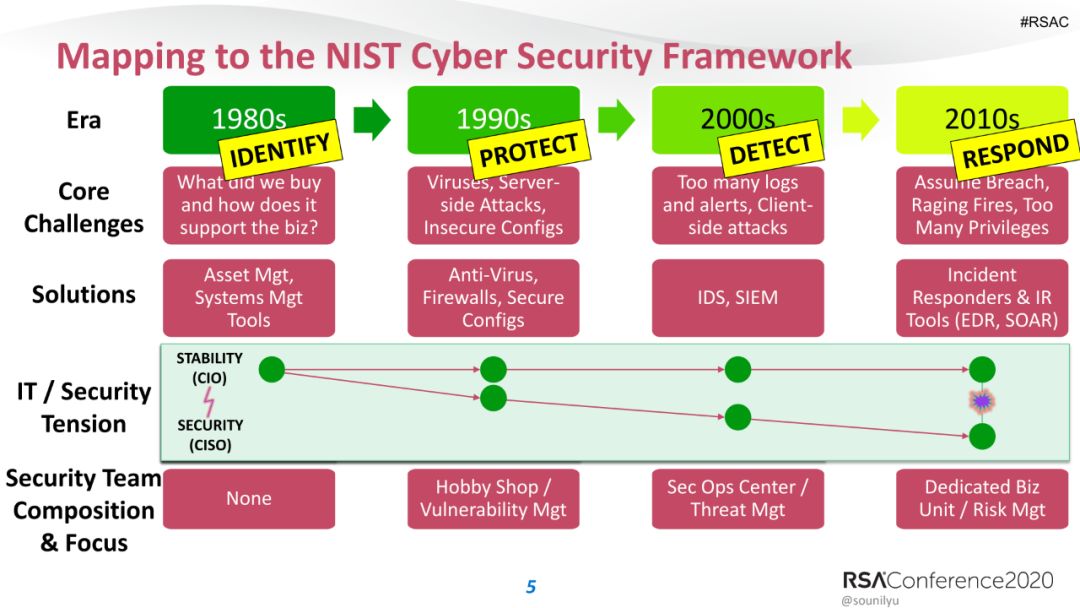 #RSAC
Mapping to the NIST Cyber Security Framework
Era
1980s
IDENTIFY
1990s
PROTECT
2000s
DETECT
2010s
RESPOND
Core
Challenges
What did we buy
and how does it
support the biz?
Viruses, Server-
side Attacks,
Insecure Configs
Too many logs
and alerts, Client-
side attacks
Assume Breach,
Raging Fires, Too
Many Privileges
Solutions
Asset Mgt,
Systems Mgt
Tools
Anti-Virus,
Firewalls, Secure
Configs
IDS, SIEM
Incident
Responders & IR
Tools (EDR, SOAR)
IT / Security
Tension
STABILITY
(CIO)
SECURITY
(CISO)
Security Team
Composition
& Focus
None
Hobby Shop /
Vulnerability Mgt
Sec Ops Center /
Threat Mgt
Dedicated Biz
Unit / Risk Mgt
5
RSAConference2020
@sounilyu